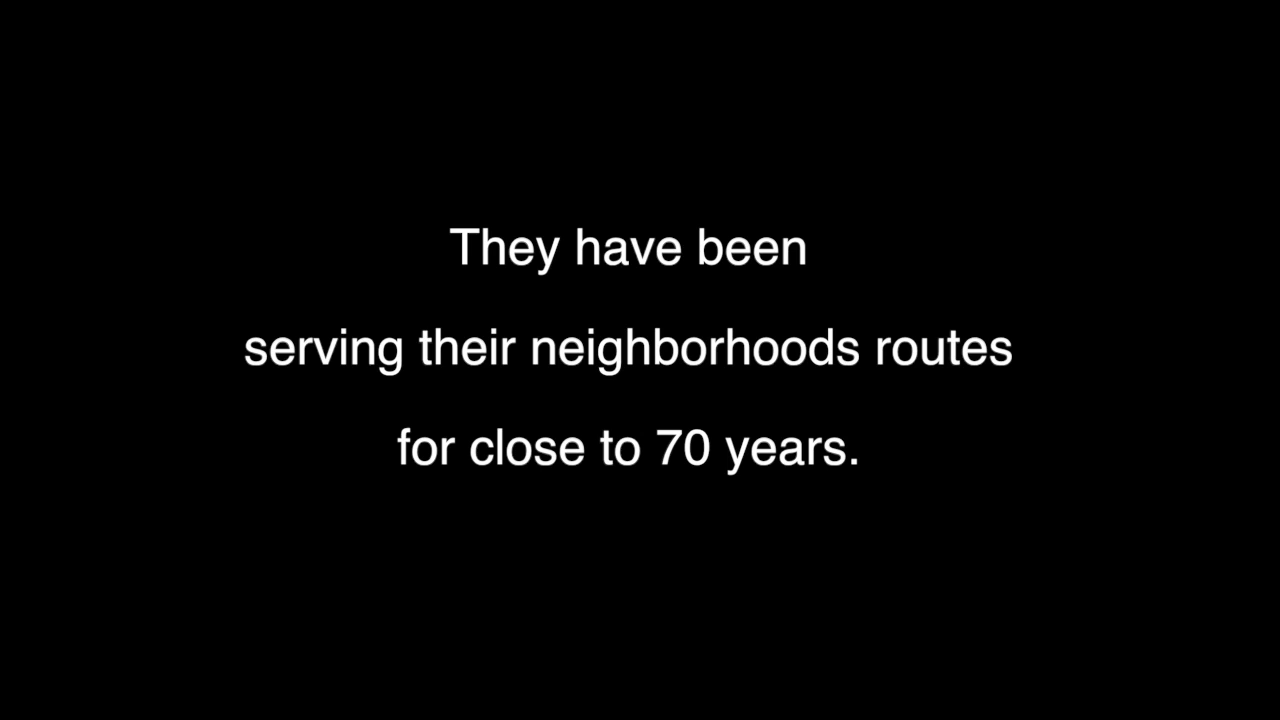 They have been
serving their neighborhoods routes
for close to 70 years.